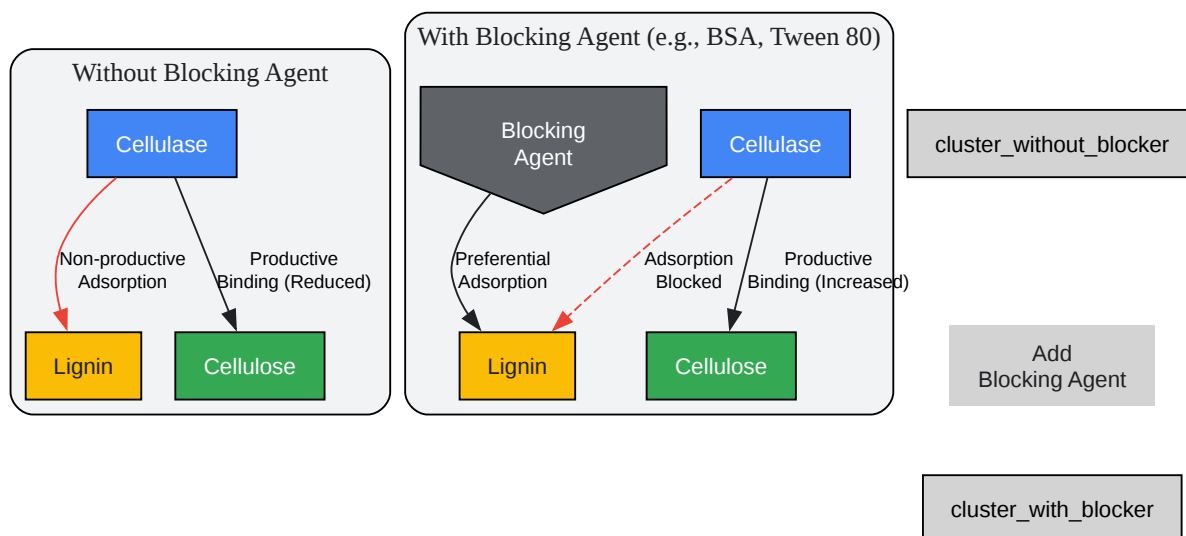 Without Blocking Agent
Cellulase
Non-productive
Adsorption
Productive
Binding (Reduced)
Lignin
Cellulose
With Blocking Agent (e.g., BSA, Tween 80)
Blocking
Agent
Cellulase
Preferential
Adsorption
Adsorption
Blocked
Productive
Binding (Increased)
Lignin
Cellulose
cluster_without_blocker
Add
Blocking Agent
cluster_with_blocker